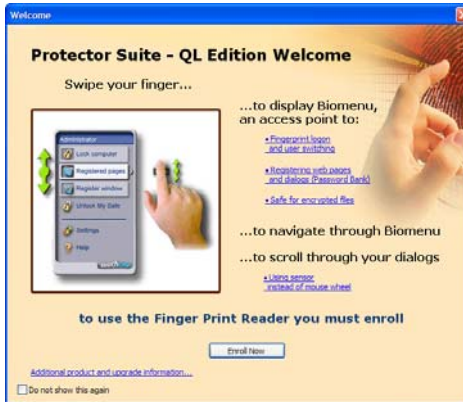 Welcome
Protector Suite - QL Edition Welcome
Swipe your finger...
Administrator
Lock computer
Registered pages
Register window
Unlock My Safe
Settings
Help
...to display Biomenu,
an access point to:
• Fingerprint logon
and user switching
• Registering web pages
and dialogs (Password Bank)
• Safe for encrypted files
...to navigate through Biomenu
...to scroll through your dialogs
• Using sensor
instead of mouse wheel
to use the Finger Print Reader you must enroll
Enroll Now
Additional product and upgrade information...
Do not show this again